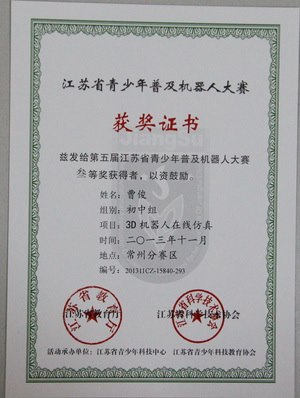 江苏省青少年普及机器人大赛
获奖证书
兹发给第五届江苏省青少年普及机器人大赛
叁等奖获得者，以资鼓励。
姓名：曹俊
组别：初中组
项目：3D机器人在线仿真
时间：二〇一三年十一月
地点：常州分赛区
编号：201311CZ-15840-293
江苏省教育厅 江苏省科学技术协会
活动承办单位：江苏省青少年科技中心 江苏省青少年科技教育协会